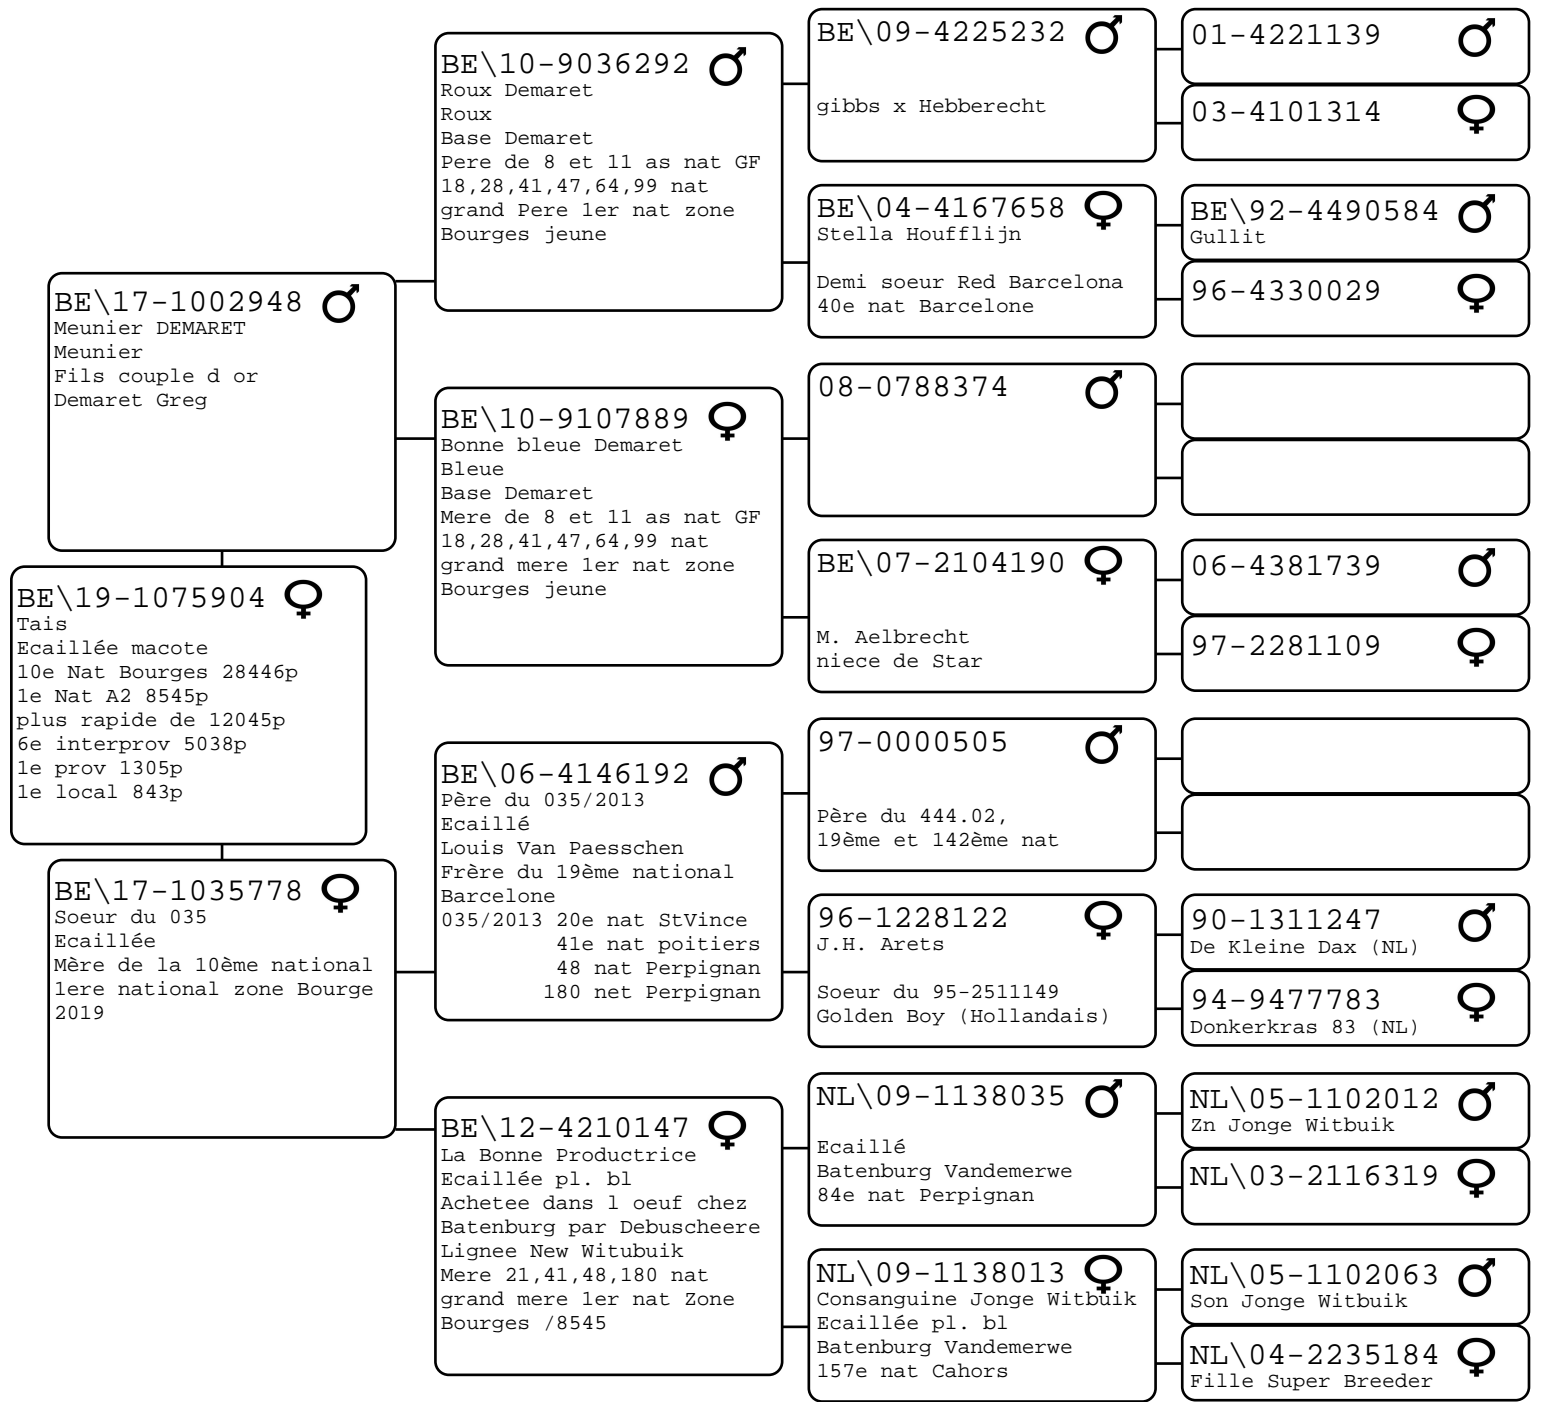 BE\19-1075904
Tais
Ecaillée macote
10e Nat Bourges 28446p
1e Nat A2 8545p
plus rapide de 12045p
6e interprov 5038p
1e prov 1305p
1e local 843p
BE\17-1002948
Meunier DEMARET
Meunier
Fils couple d or
Demaret Greg
BE\17-1035778
Soeur du 035
Ecaillée
Mère de la 10ème national
1ere national zone Bourge
2019
BE\10-9036292
Roux Demaret
Roux
Base Demaret
Pere de 8 et 11 as nat GF
18,28,41,47,64,99 nat
grand Pere 1er nat zone
Bourges jeune
BE\10-9107889
Bonne bleue Demaret
Bleue
Base Demaret
Mere de 8 et 11 as nat GF
18,28,41,47,64,99 nat
grand mere 1er nat zone
Bourges jeune
BE\06-4146192
Père du 035/2013
Ecaillé
Louis Van Paesschen
Frère du 19ème national
Barcelone
035/2013 20e nat StVince
41e nat poitiers
48 nat Perpignan
180 net Perpignan
BE\12-4210147
La Bonne Productrice
Ecaillée pl. bl
Achetee dans l oeuf chez
Batenburg par Debuscheere
Lignee New Witubuik
Mere 21,41,48,180 nat
grand mere 1er nat Zone
Bourges /8545
BE\09-4225232
gibbs x Hebberecht
BE\04-4167658
Stella Houfflijn
Demi soeur Red Barcelona
40e nat Barcelone
08-0788374
BE\07-2104190
M. Aelbrecht
niece de Star
97-0000505
Père du 444.02,
19ème et 142ème nat
96-1228122
J.H. Arets
Soeur du 95-2511149
Golden Boy (Hollandais)
NL\09-1138035
Ecaillé
Batenburg Vandemerwe
84e nat Perpignan
NL\09-1138013
Consanguine Jonge Witbuik
Ecaillée pl. bl
Batenburg Vandemerwe
157e nat Cahors
01-4221139
03-4101314
BE\92-4490584
Gullit
96-4330029
06-4381739
97-2281109
90-1311247
De Kleine Dax (NL)
94-9477783
Donkerkras 83 (NL)
NL\05-1102012
Zn Jonge Witbuik
NL\03-2116319
NL\05-1102063
Son Jonge Witbuik
NL\04-2235184
Fille Super Breeder